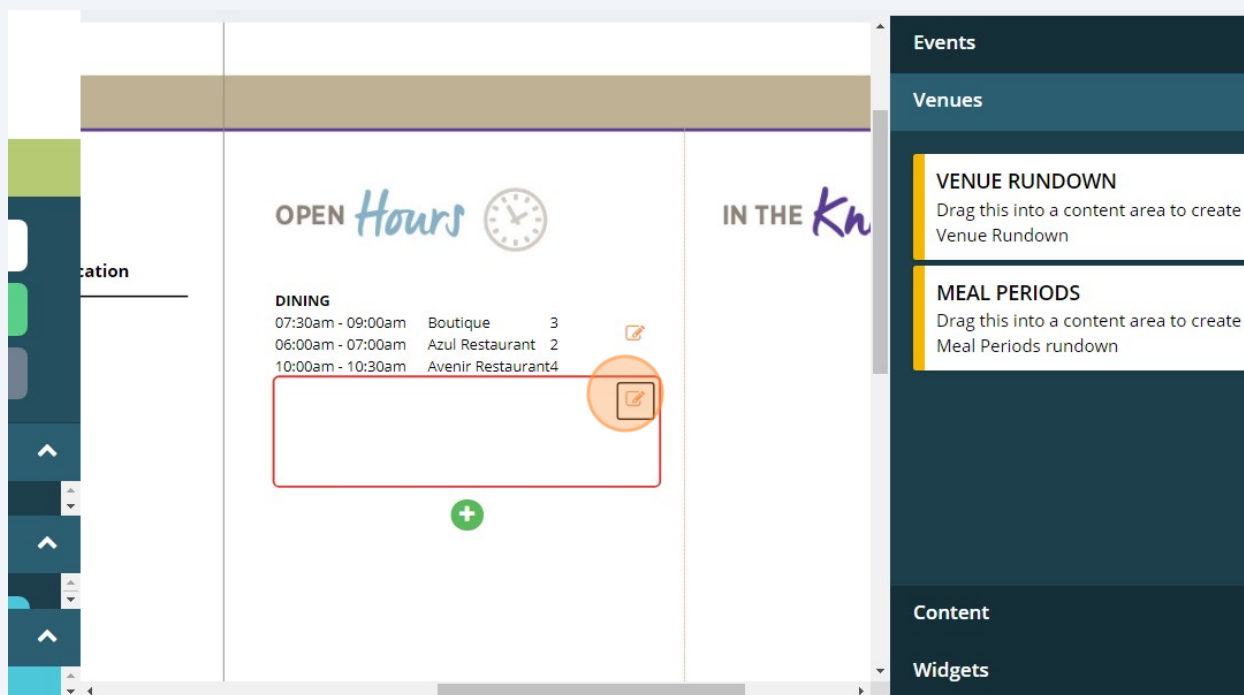 Events
Venues
VENUE RUNDOWN
Drag this into a content area to create
Venue Rundown
MEAL PERIODS
Drag this into a content area to create
Meal Periods rundown
Content
Widgets
cation
OPEN Hours
DINING
07:30am - 09:00am Boutique 3
06:00am - 07:00am Azul Restaurant 2
10:00am - 10:30am Avenir Restaurant4
IN THE Kn